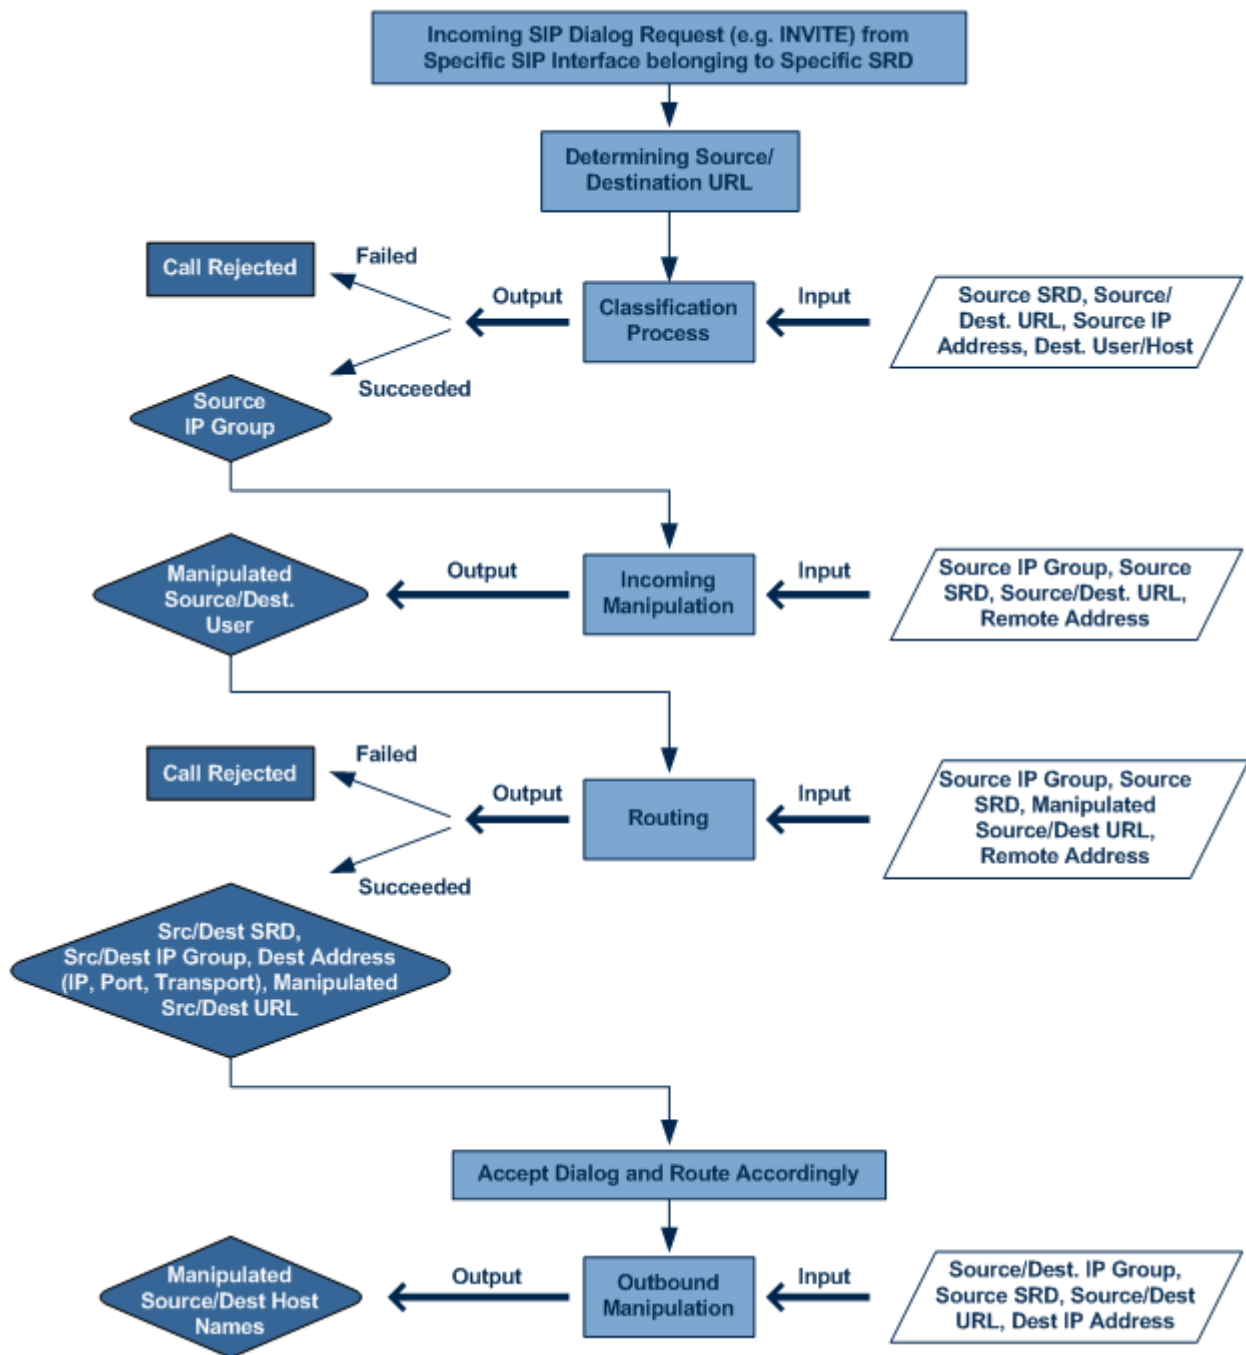 Incoming SIP Dialog Request (e.g. INVITE) from
Specific SIP Interface belonging to Specific SRD
Determining Source/
Destination URL
Call Rejected
Failed
Output
Classification
Process
Input
Source SRD, Source/
Dest. URL, Source IP
Address, Dest. User/Host
Succeeded
Source
IP Group
Manipulated
Source/Dest.
User
Output
Incoming
Manipulation
Input
Source IP Group, Source
SRD, Source/Dest. URL,
Remote Address
Call Rejected
Failed
Output
Routing
Input
Source IP Group, Source
SRD, Manipulated
Source/Dest URL,
Remote Address
Succeeded
Src/Dest SRD,
Src/Dest IP Group, Dest Address
(IP, Port, Transport), Manipulated
Src/Dest URL
Accept Dialog and Route Accordingly
Manipulated
Source/Dest Host
Names
Output
Outbound
Manipulation
Input
Source/Dest. IP Group,
Source SRD, Source/Dest
URL, Dest IP Address